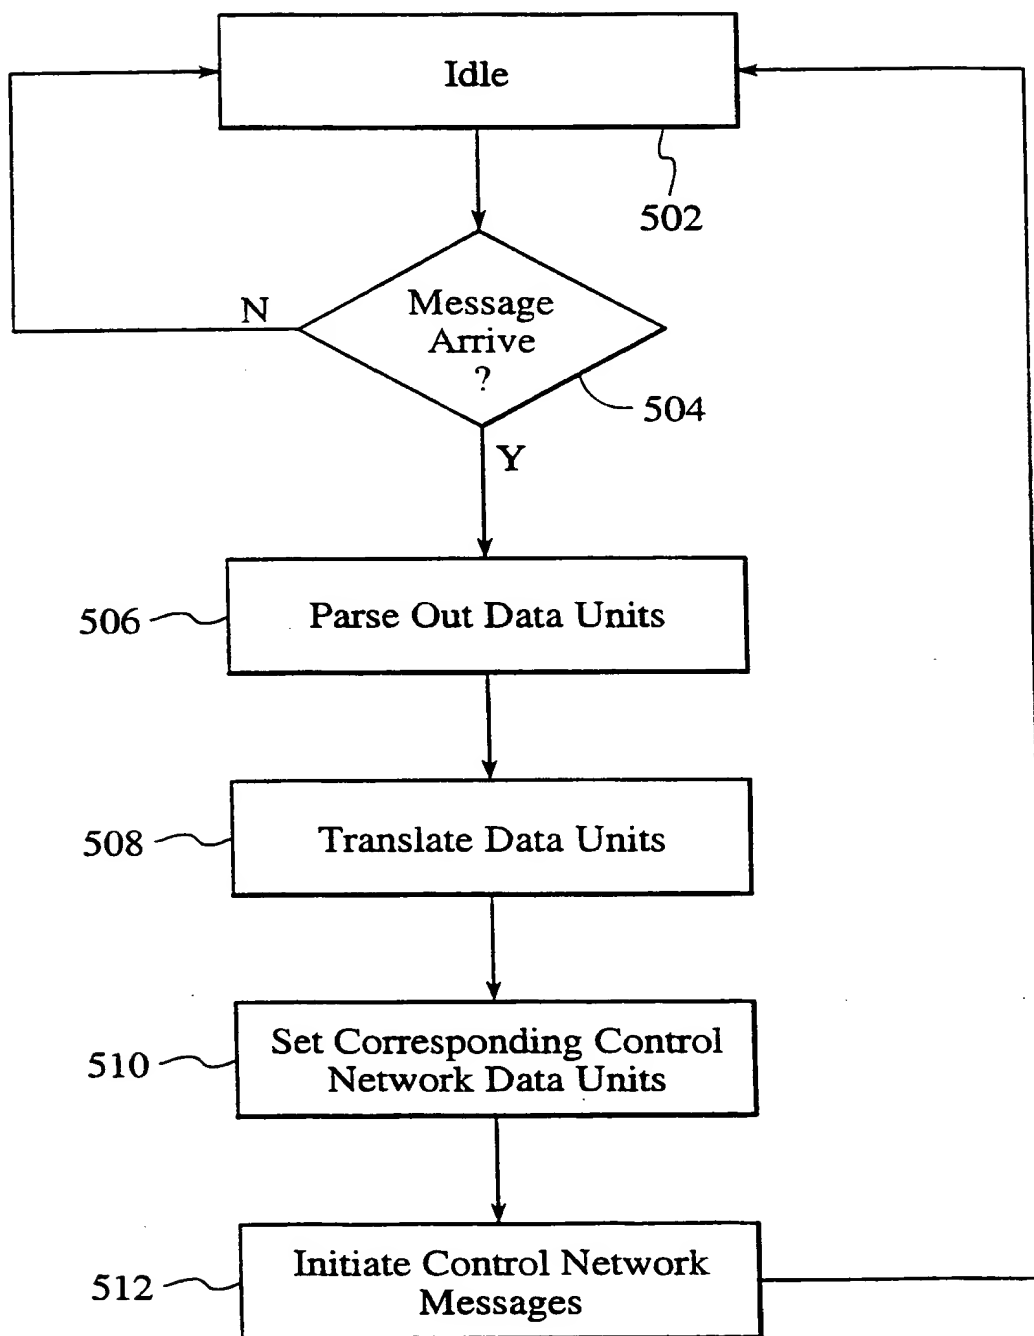 Idle
502
N
Message
Arrive
?
504
Y
506
Parse Out Data Units
508
Translate Data Units
510
Set Corresponding Control
Network Data Units
512
Initiate Control Network
Messages